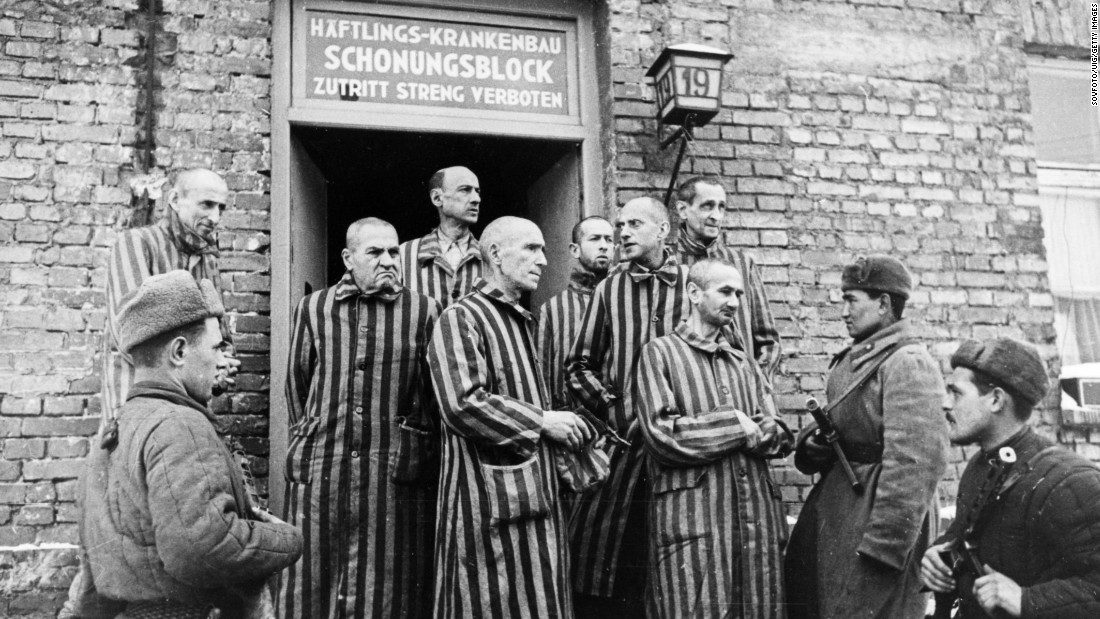 HÄFTLINGS-KRANKENBAU
SCHONUNGSBLOCK
ZUTRITT STRENG VERBOTEN
19
SOVFOTO/UIG/GETTY IMAGES